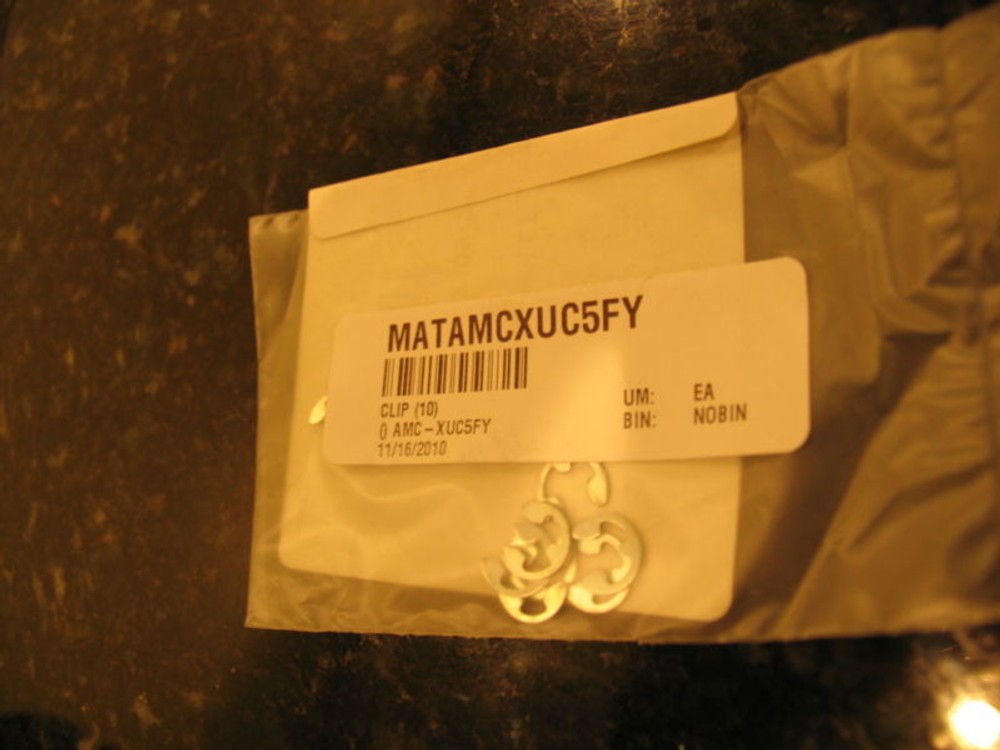 MATAMCXUC5FY
CLIP (10)
() AMC-XUC5FY
11/16/2010
UM: EA
BIN: NOBIN